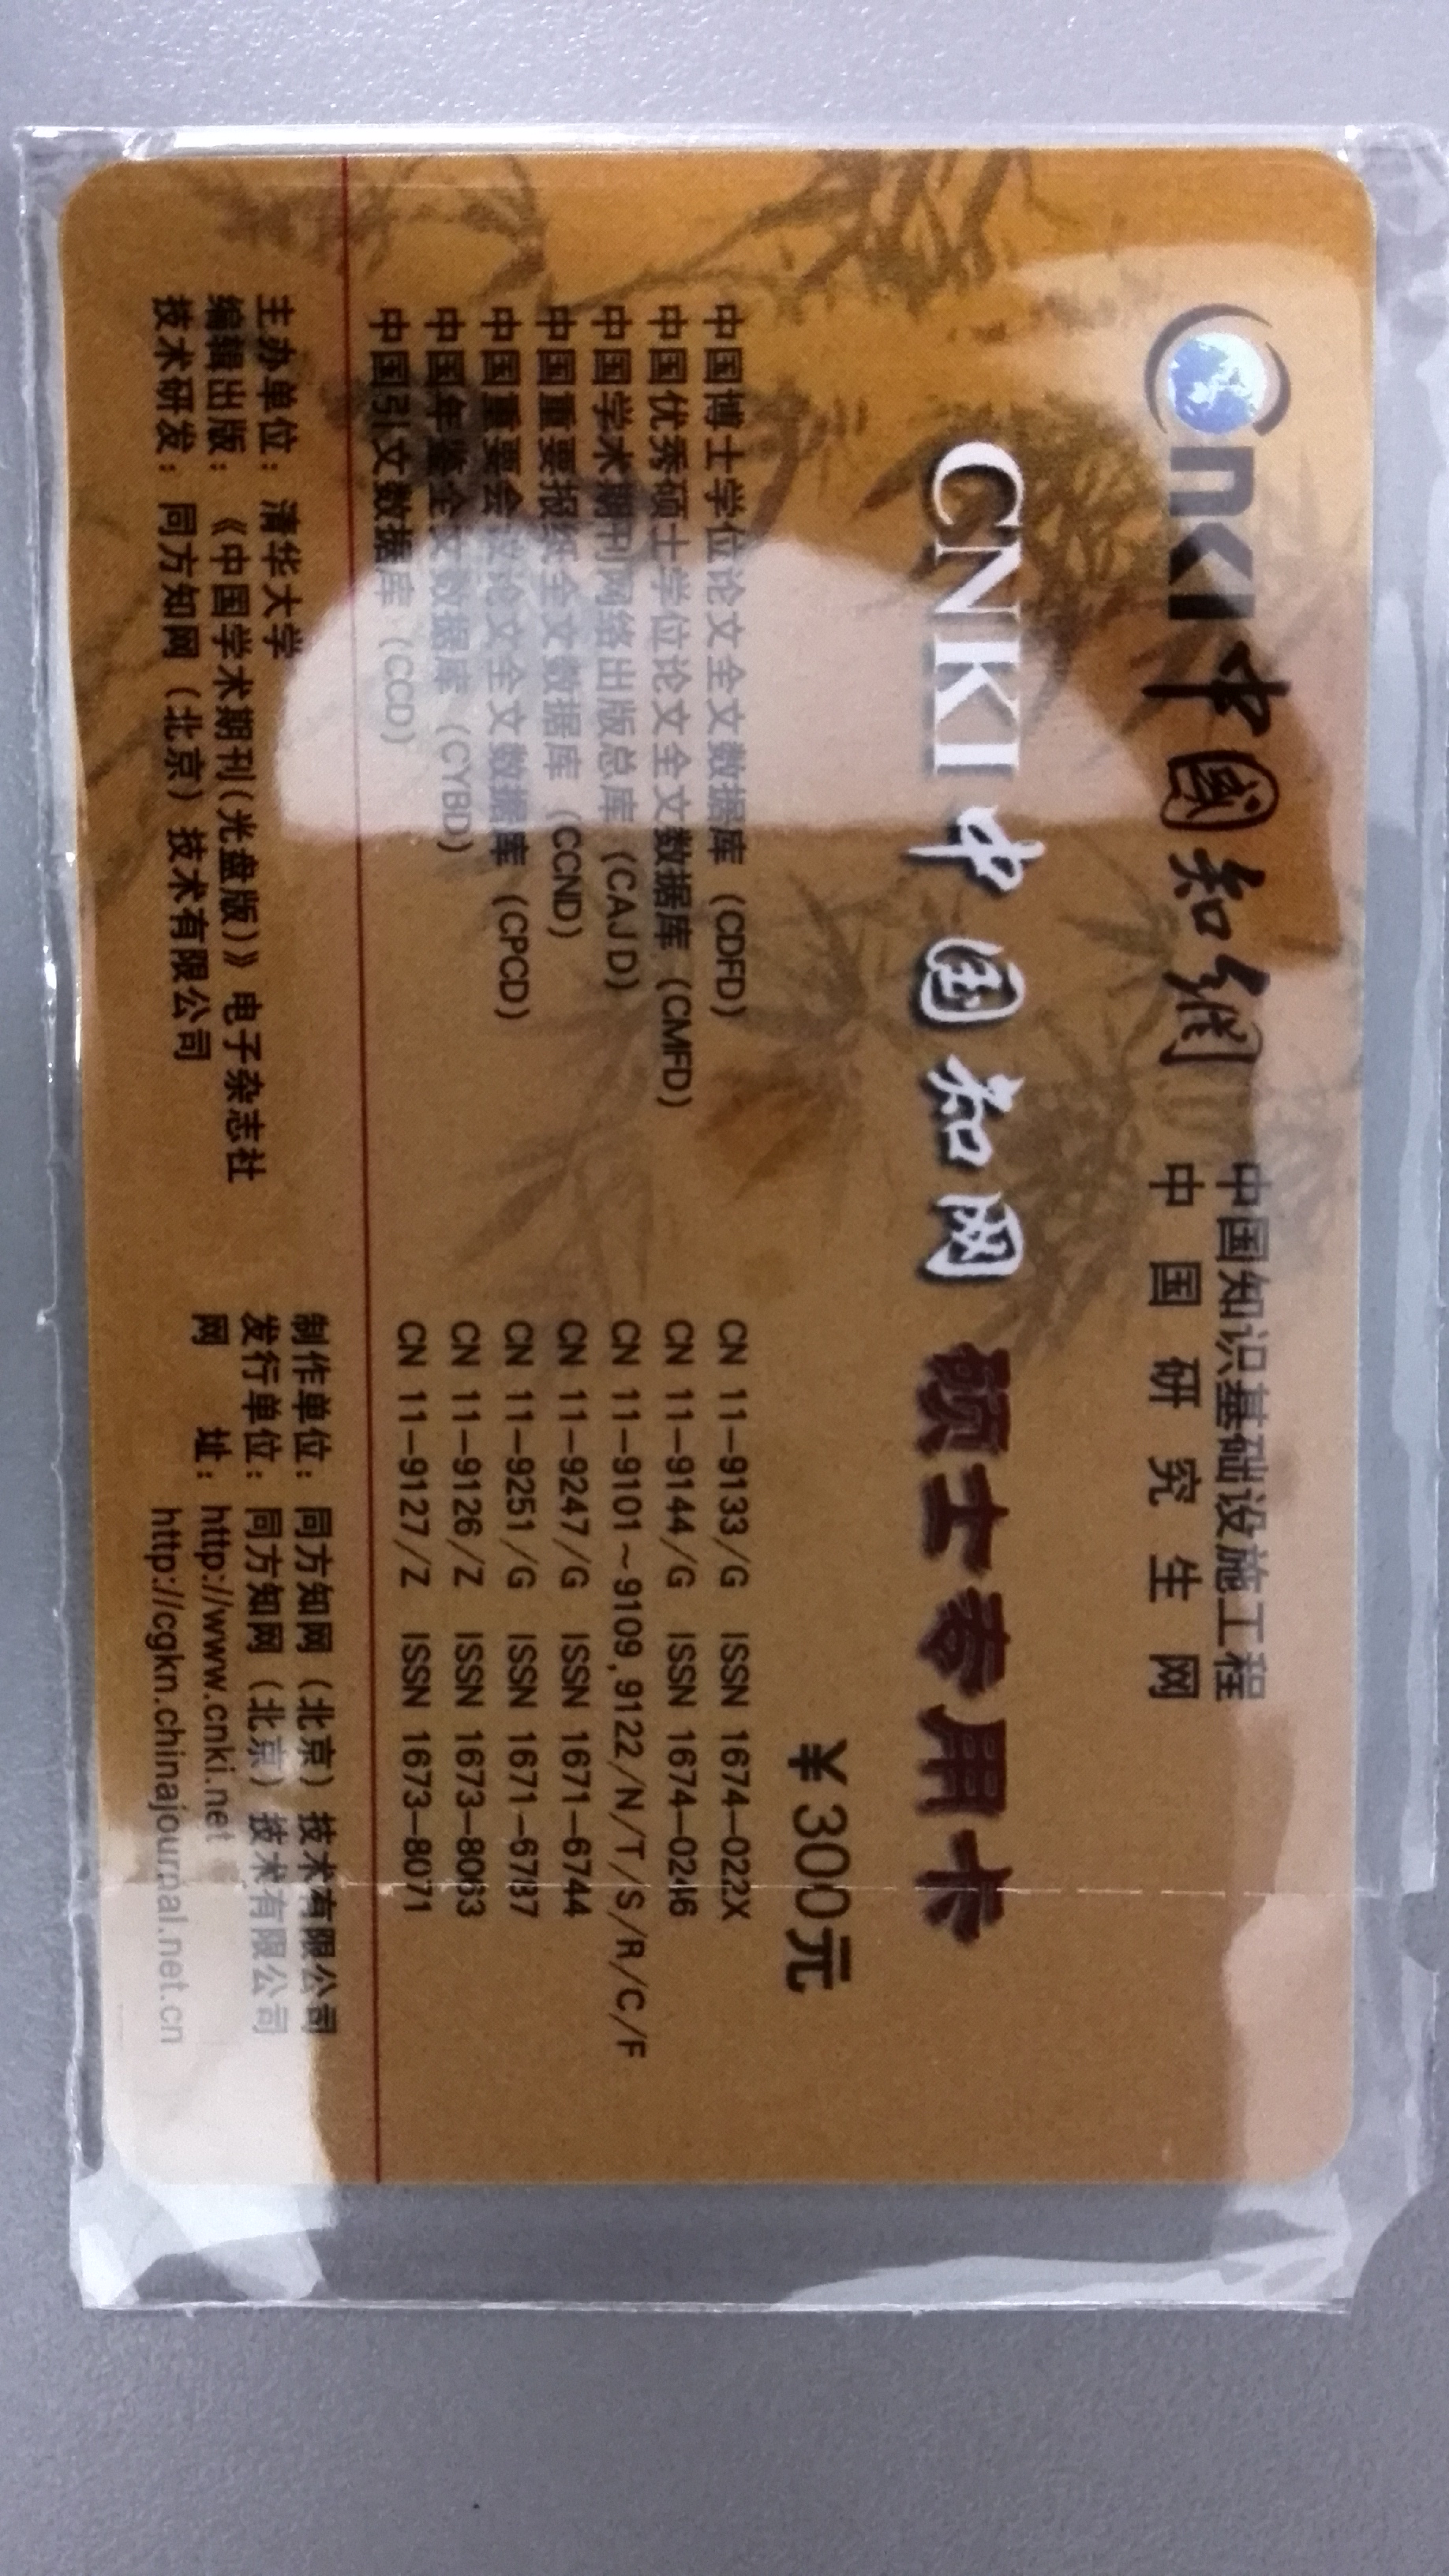 cnki 中國知網 中国知识基础设施工程
中国研究生网
CNKI中国知网 硕士专用卡
¥300元
中国博士学位论文全文数据库（CDFD） CN 11-9133/G ISSN 1674-022X
中国优秀硕士学位论文全文数据库（CMFD） CN 11-9144/G ISSN 1674-0246
中国学术期刊网络出版总库（CAJD） CN 11-9101~9109,9122/N/T/S/R/C/F
中国重要报纸全文数据库（CCND） CN 11-9247/G ISSN 1671-6744
中国重要会议论文全文数据库（CPCD） CN 11-9251/G ISSN 1671-6787
中国年鉴全文数据库（CYBD） CN 11-9126/Z ISSN 1673-8063
中国引文数据库（CCD） CN 11-9127/Z ISSN 1673-8071
主办单位：清华大学 制作单位：同方知网（北京）技术有限公司
编辑出版：《中国学术期刊(光盘版)》电子杂志社 发行单位：同方知网（北京）技术有限公司
技术研发：同方知网（北京）技术有限公司 网址：http://www.cnki.net
http://cgkn.chinajournal.net.cn